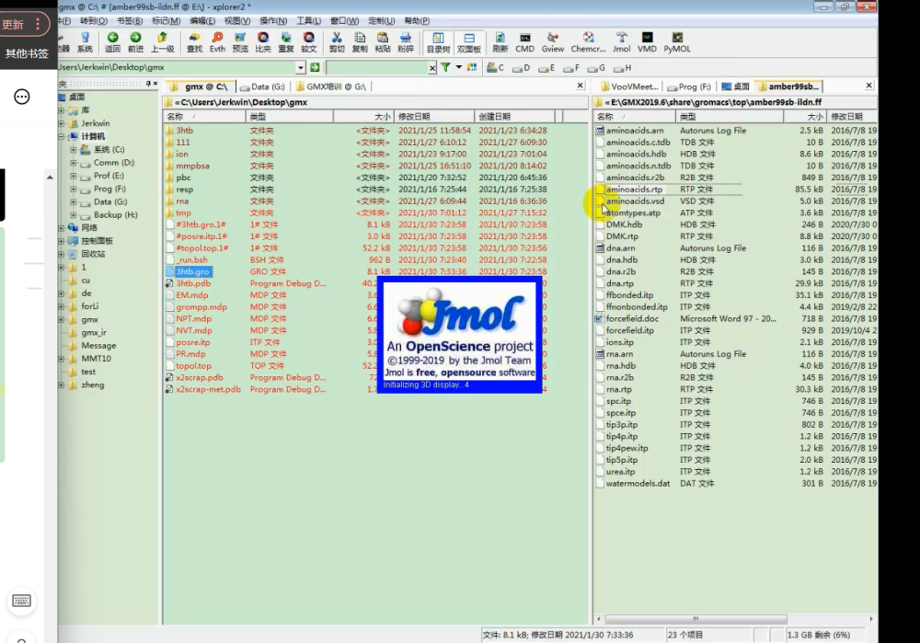 gmx @ C:\ # [amber99sb-ildn.ff @ E:\] - xplorer2 *
更新
其他书签
转到(O) 书签(B) 标记(M) 编辑(E) 视图(V) 操作(N) 工具(L) 窗口(W) 定制(U) 帮助(P)
系统 返回 前进 上一级 查找 Evth 预览 比夹 重复 较文 剪切 复制 粘贴 粉碎 目录树 双面板 刷新 CMD Gview Chemcr... Jmol VMD PyMOL
Users\Jerkwin\Desktop\gmx
C D E F G H
gmx @ C:\ Data (G:) GMX培训 @ G:\
VooVMeet... Prog (F:) 桌面 amber99sb...
«C:\Users\Jerkwin\Desktop\gmx
«E:\GMX2019.6\share\gromacs\top\amber99sb-ildn.ff
桌面
库
Jerkwin
计算机
系统 (C:)
Comm (D:)
Prof (E:)
Prog (F:)
Data (G:)
Backup (H:)
网络
控制面板
回收站
1
cu
de
forLi
gmx
gmx_ir
Message
MMT10
test
zheng
名称 类型 大小 修改日期 创建日期
3htb 文件夹 <文件夹> 2021/1/25 11:58:54 2021/1/23 6:34:28
111 文件夹 <文件夹> 2021/1/27 6:10:12 2021/1/27 6:09:30
ion 文件夹 <文件夹> 2021/1/23 9:17:00 2021/1/23 7:01:04
mmpbsa 文件夹 <文件夹> 2021/1/25 16:51:10 2021/1/20 8:14:02
pbc 文件夹 <文件夹> 2021/1/20 7:32:52 2021/1/20 6:45:36
resp 文件夹 <文件夹> 2021/1/16 7:25:44 2021/1/16 7:25:38
rna 文件夹 <文件夹> 2021/1/27 6:09:44 2021/1/16 6:36:36
tmp 文件夹 <文件夹> 2021/1/30 7:01:12 2021/1/27 7:15:32
#3htb.gro.1# 1# 文件 8.1 kB 2021/1/30 7:23:58 2021/1/30 7:23:58
#posre.itp.1# 1# 文件 3.0 kB 2021/1/30 7:23:58 2021/1/30 7:23:58
#topol.top.1# 1# 文件 52.2 kB 2021/1/30 7:23:56 2021/1/30 7:23:58
_run.bsh BSH 文件 962 B 2021/1/30 7:23:40 2021/1/30 7:22:58
3htb.gro GRO 文件 8.1 kB 2021/1/30 7:33:36 2021/1/30 7:23:58
3htb.pdb Program Debug D...
EM.mdp MDP 文件
grompp.mdp MDP 文件
NPT.mdp MDP 文件
NVT.mdp MDP 文件
posre.itp ITP 文件
PR.mdp MDP 文件
topol.top TOP 文件
x2scrap.pdb Program Debug D...
x2scrap-met.pdb Program Debug D...
Jmol
An OpenScience project
©1999-2019 by the Jmol Team
Jmol is free, opensource software
Initializing 3D display...4
名称 类型 大小 修改日期
aminoacids.arn Autoruns Log File 2.5 kB 2016/7/8 19
aminoacids.c.tdb TDB 文件 10 B 2016/7/8 19
aminoacids.hdb HDB 文件 8.6 kB 2016/7/8 19
aminoacids.n.tdb TDB 文件 10 B 2016/7/8 19
aminoacids.r2b R2B 文件 849 B 2016/7/8 19
aminoacids.rtp RTP 文件 85.5 kB 2016/7/8 19
aminoacids.vsd VSD 文件 5.0 kB 2016/7/8 19
atomtypes.atp ATP 文件 3.6 kB 2016/7/8 19
DMK.hdb HDB 文件 246 B 2020/7/30 0
DMK.rtp RTP 文件 8.8 kB 2020/7/30 0
dna.arn Autoruns Log File 116 B 2016/7/8 19
dna.hdb HDB 文件 3.0 kB 2016/7/8 19
dna.r2b R2B 文件 145 B 2016/7/8 19
dna.rtp RTP 文件 29.9 kB 2016/7/8 19
ffbonded.itp ITP 文件 35.1 kB 2016/7/8 19
ffnonbonded.itp ITP 文件 4.4 kB 2019/2/8 22
forcefield.doc Microsoft Word 97 - 20... 718 B 2016/7/8 19
forcefield.itp ITP 文件 929 B 2019/10/4 2
ions.itp ITP 文件 2.1 kB 2016/7/8 19
rna.arn Autoruns Log File 116 B 2016/7/8 19
rna.hdb HDB 文件 4.0 kB 2016/7/8 19
rna.r2b R2B 文件 145 B 2016/7/8 19
rna.rtp RTP 文件 30.3 kB 2016/7/8 19
spc.itp ITP 文件 746 B 2016/7/8 19
spce.itp ITP 文件 746 B 2016/7/8 19
tip3p.itp ITP 文件 802 B 2016/7/8 19
tip4p.itp ITP 文件 1.2 kB 2016/7/8 19
tip4pew.itp ITP 文件 1.2 kB 2016/7/8 19
tip5p.itp ITP 文件 2.0 kB 2016/7/8 19
urea.itp ITP 文件 1.2 kB 2016/7/8 19
watermodels.dat DAT 文件 301 B 2016/7/8 19
文件: 8.1 kB; 修改日期 2021/1/30 7:33:36 23 个项目 1.3 GB 剩余 (6%)